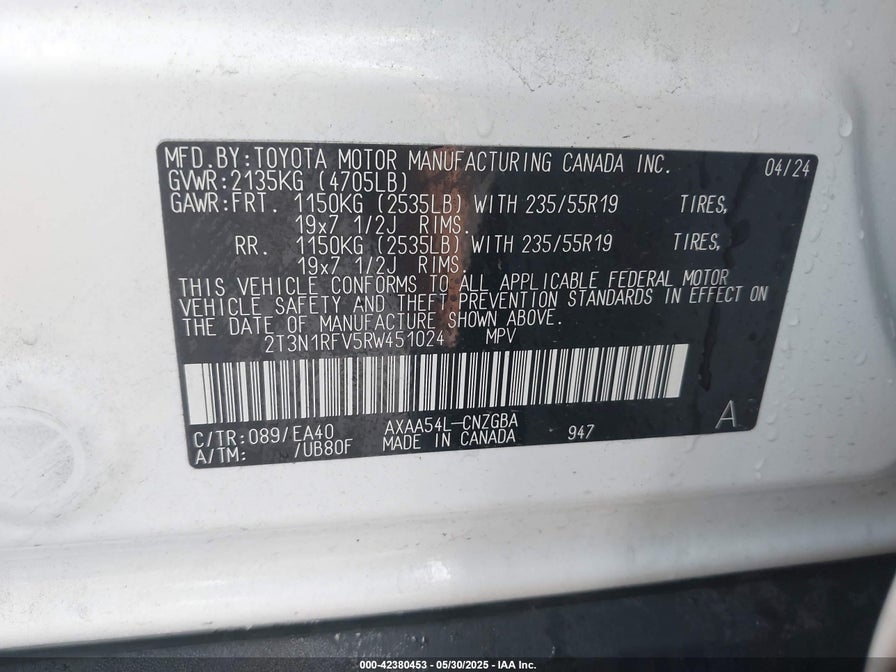 MFD.BY:TOYOTA MOTOR MANUFACTURING CANADA INC. 04/24
GVWR:2135KG (4705LB)
GAWR:FRT. 1150KG (2535LB) WITH 235/55R19 TIRES,
19x7 1/2J RIMS.
RR. 1150KG (2535LB) WITH 235/55R19 TIRES,
19x7 1/2J RIMS.
THIS VEHICLE CONFORMS TO ALL APPLICABLE FEDERAL MOTOR
VEHICLE SAFETY AND THEFT PREVENTION STANDARDS IN EFFECT ON
THE DATE OF MANUFACTURE SHOWN ABOVE.
2T3N1RFV5RW451024 MPV
C/TR:089/EA40 AXAA54L-CNZGBA
A/TM: /UB80F MADE IN CANADA 947 A
000-42380453 — 05/30/2025 — IAA Inc.